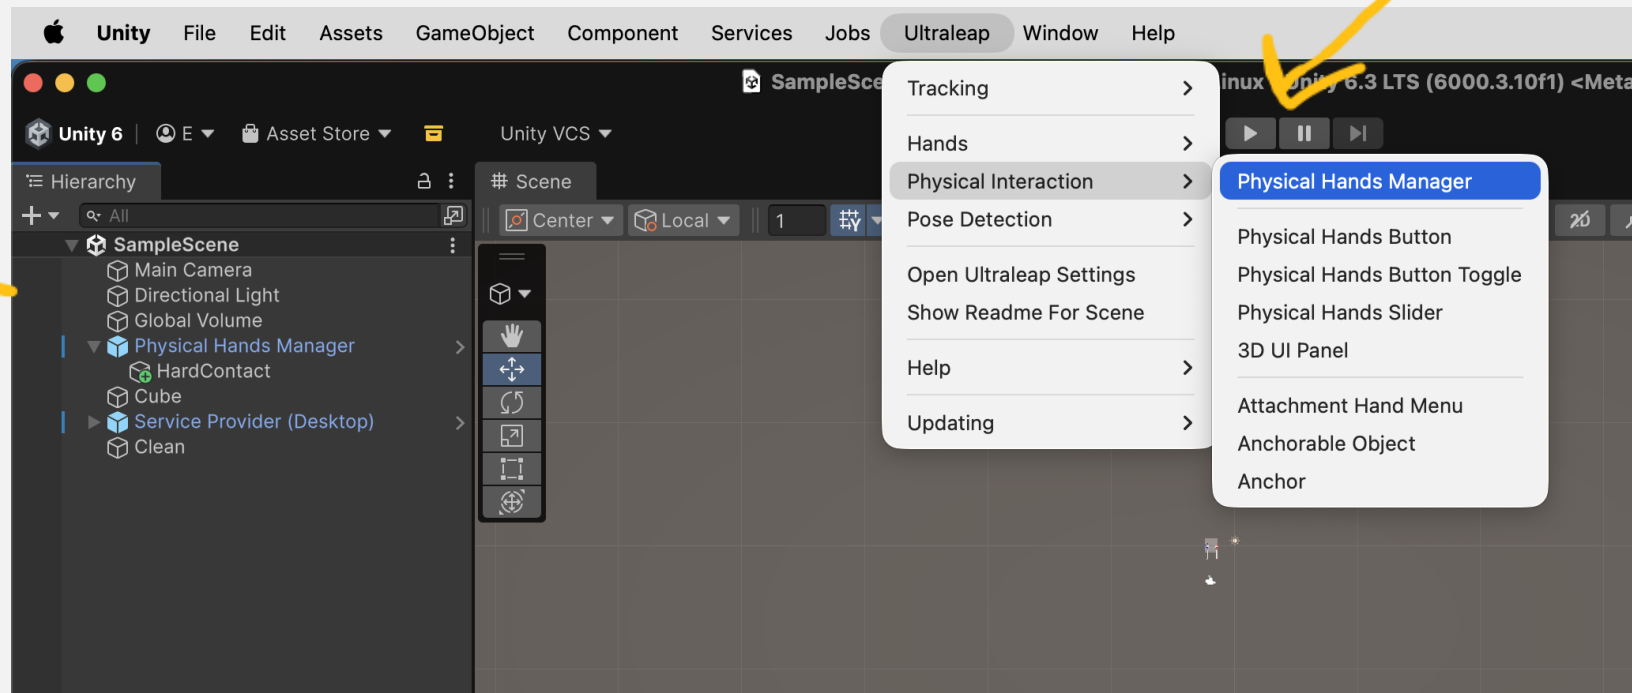 Unity File Edit Assets GameObject Component Services Jobs Ultraleap Window Help
SampleSce
inux
Unity 6.3 LTS (6000.3.10f1) <Meta
Unity 6
E
Asset Store
Unity VCS
Hierarchy
All
SampleScene
Main Camera
Directional Light
Global Volume
Physical Hands Manager
HardContact
Cube
Service Provider (Desktop)
Clean
Scene
Center
Local
1
2D
Tracking
Hands
Physical Interaction
Pose Detection
Open Ultraleap Settings
Show Readme For Scene
Help
Updating
Physical Hands Manager
Physical Hands Button
Physical Hands Button Toggle
Physical Hands Slider
3D UI Panel
Attachment Hand Menu
Anchorable Object
Anchor